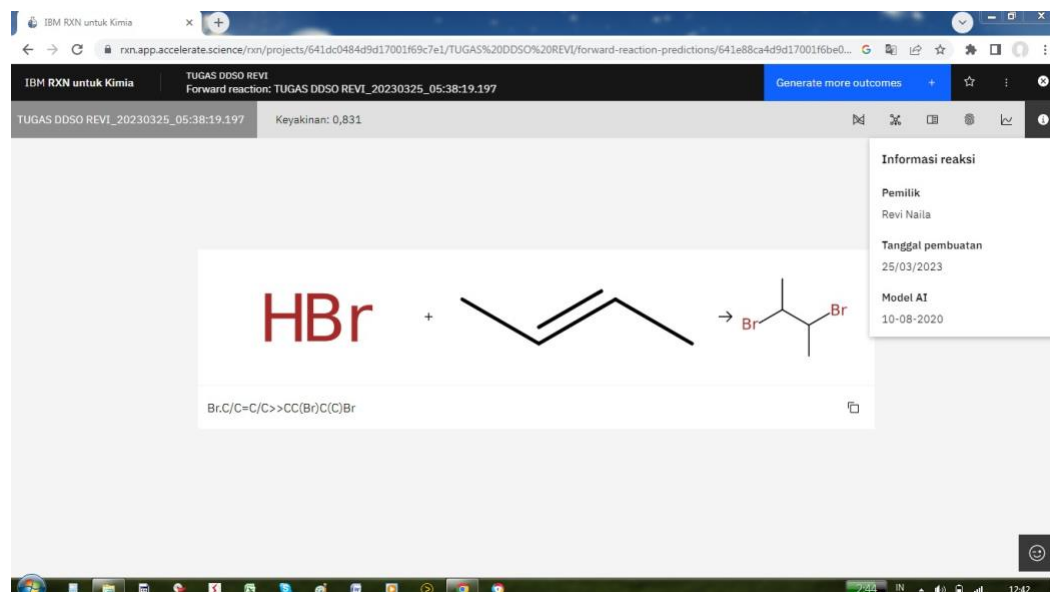 IBM RXN untuk Kimia
rxn.app.accelerate.science/rxn/projects/641dc0484d9d17001f69c7e1/TUGAS%20DDSO%20REVI/forward-reaction-predictions/641e88ca4d9d17001f6be0...
IBM RXN untuk Kimia
TUGAS DDSO REVI
Forward reaction: TUGAS DDSO REVI_20230325_05:38:19.197
Generate more outcomes +
TUGAS DDSO REVI_20230325_05:38:19.197
Keyakinan: 0,831
Informasi reaksi
Pemilik
Revi Naila
Tanggal pembuatan
25/03/2023
Model AI
10-08-2020
HBr + → Br Br
Br.C/C=C/C>>CC(Br)C(C)Br
2:44 IN 12:42